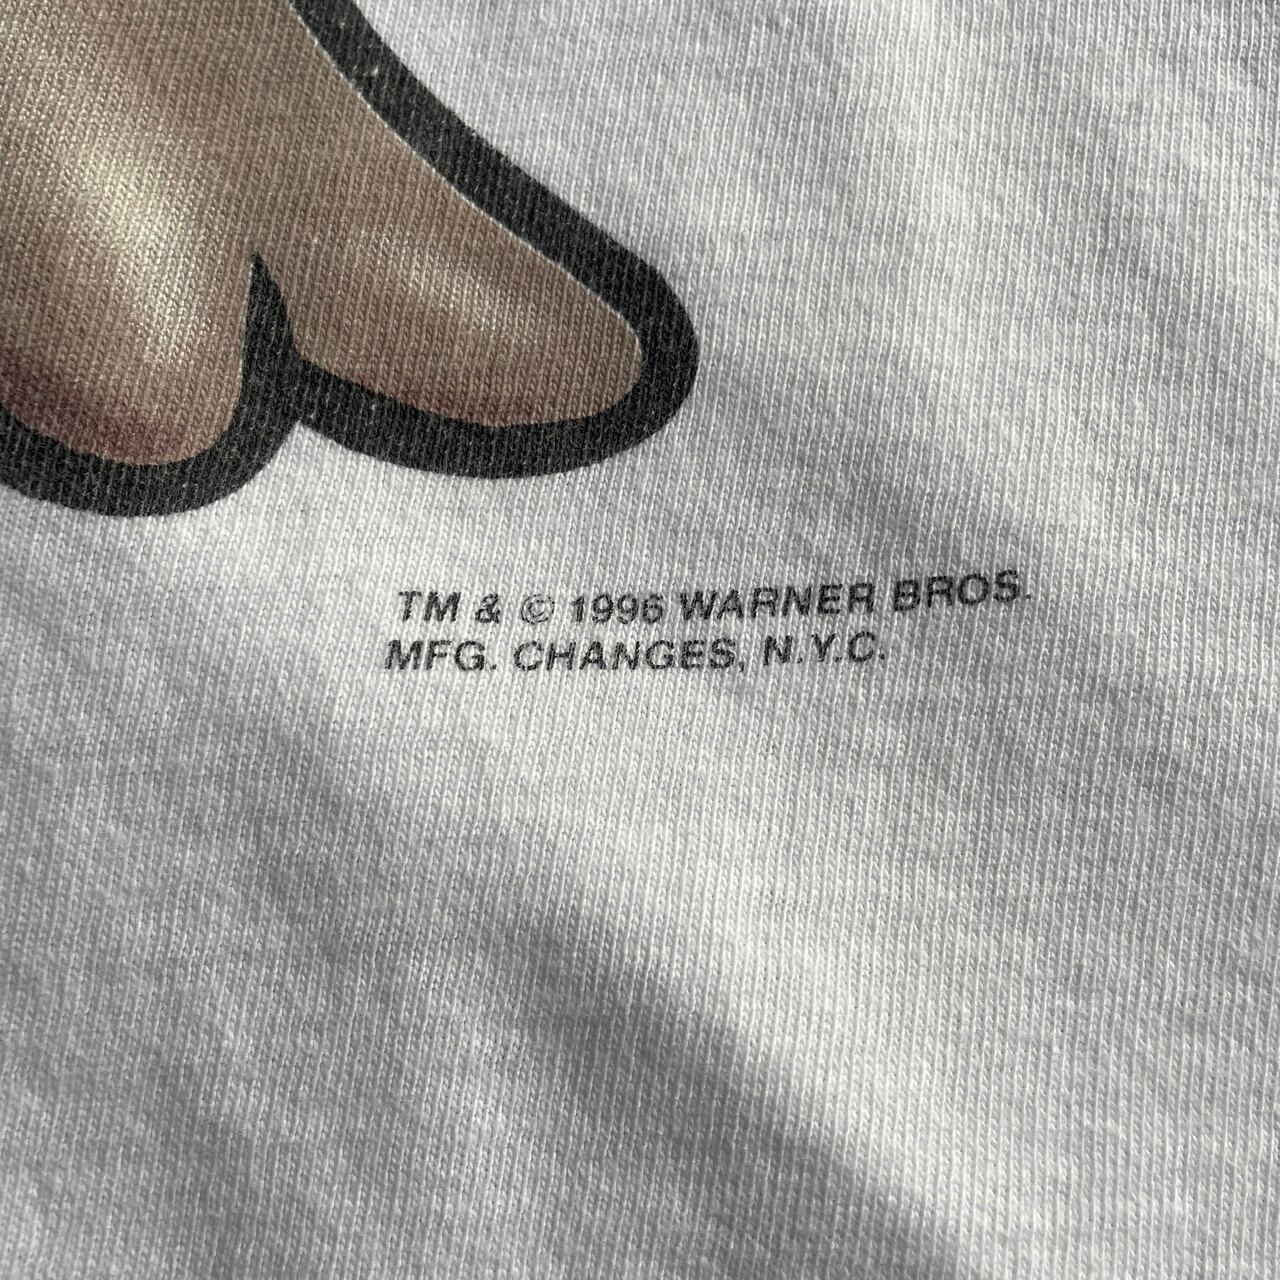 TM & © 1996 WARNER BROS.
MFG. CHANGES, N.Y.C.